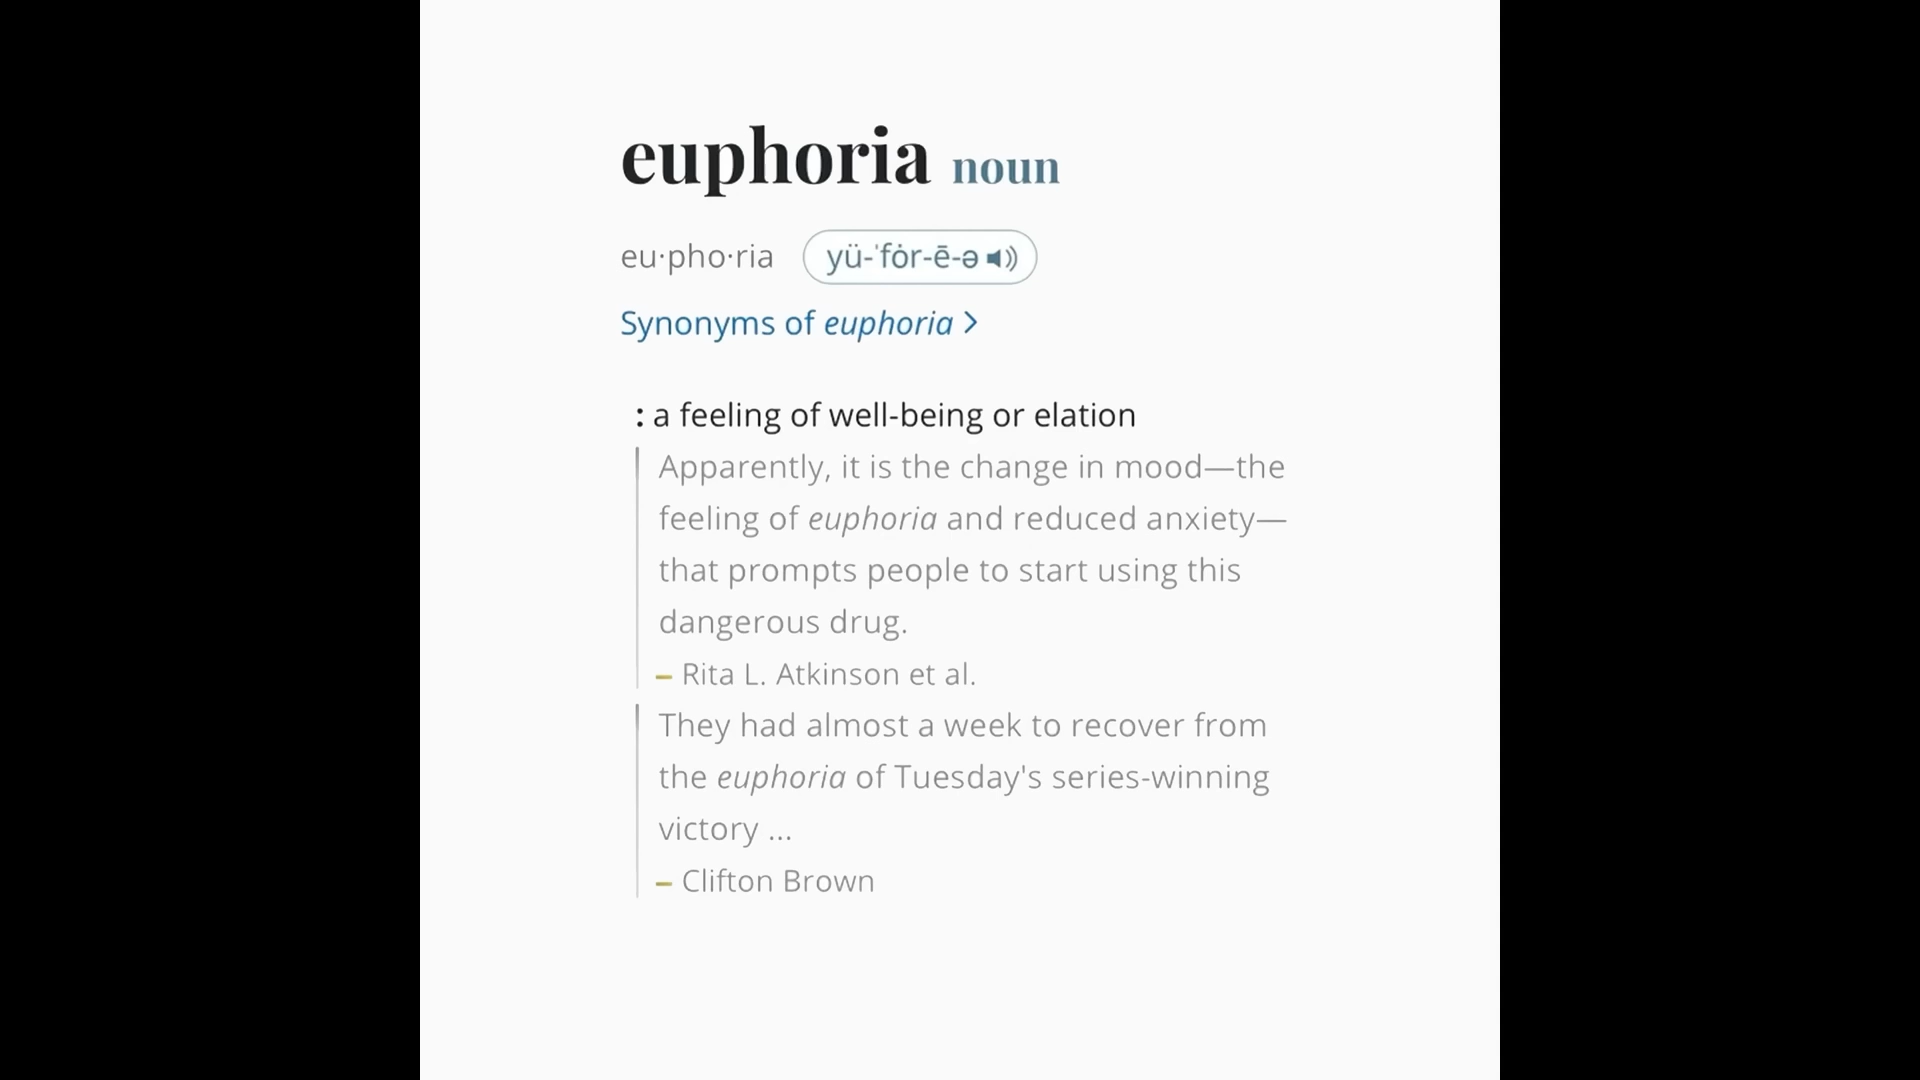 euphoria noun
eu·pho·ria yü-ˈfȯr-ē-ə
Synonyms of euphoria >
: a feeling of well-being or elation
Apparently, it is the change in mood—the
feeling of euphoria and reduced anxiety—
that prompts people to start using this
dangerous drug.
– Rita L. Atkinson et al.
They had almost a week to recover from
the euphoria of Tuesday's series-winning
victory ...
– Clifton Brown